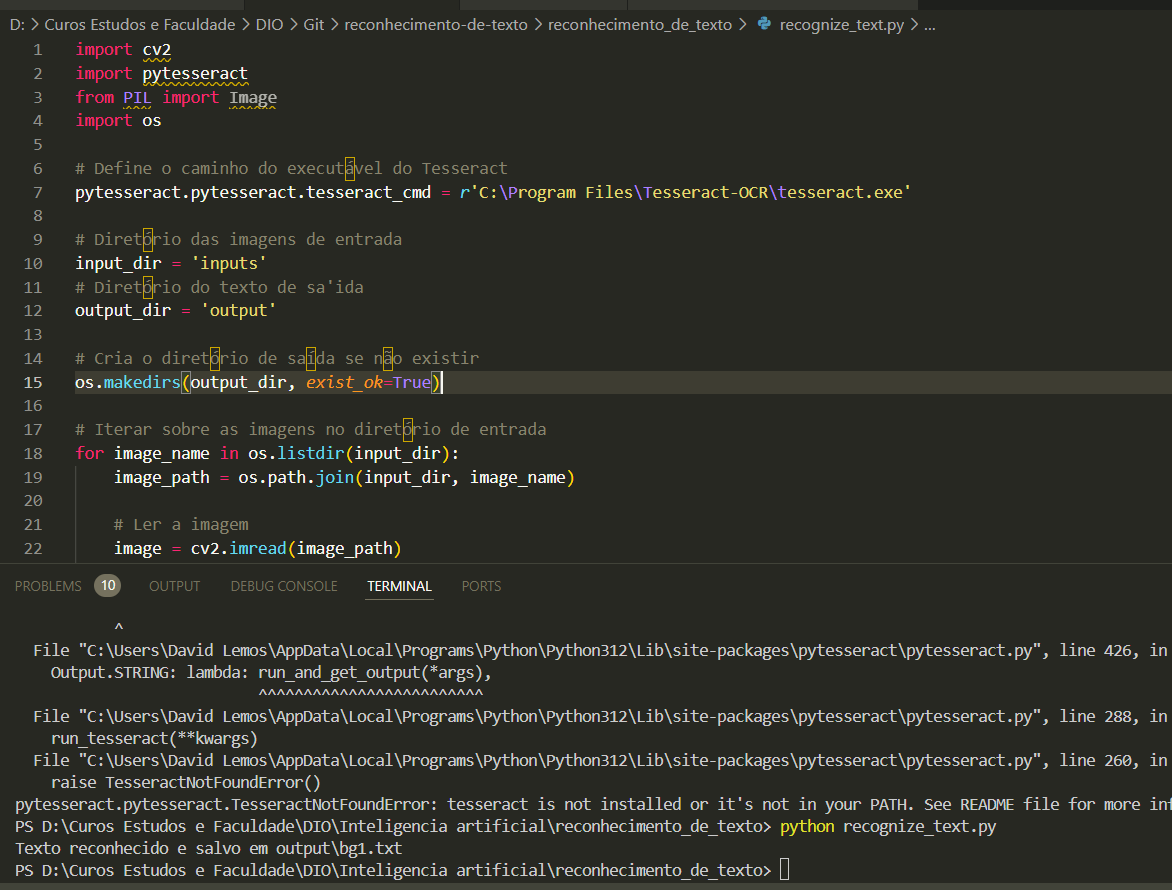 D: > Curos Estudos e Faculdade > DIO > Git > reconhecimento-de-texto > reconhecimento_de_texto > recognize_text.py > ...
1 import cv2
2 import pytesseract
3 from PIL import Image
4 import os
5
6 # Define o caminho do executável do Tesseract
7 pytesseract.pytesseract.tesseract_cmd = r'C:\Program Files\Tesseract-OCR\tesseract.exe'
8
9 # Diretório das imagens de entrada
10 input_dir = 'inputs'
11 # Diretório do texto de sa'ida
12 output_dir = 'output'
13
14 # Cria o diretório de saída se não existir
15 os.makedirs(output_dir, exist_ok=True)
16
17 # Iterar sobre as imagens no diretório de entrada
18 for image_name in os.listdir(input_dir):
19 image_path = os.path.join(input_dir, image_name)
20
21 # Ler a imagem
22 image = cv2.imread(image_path)
PROBLEMS 10 OUTPUT DEBUG CONSOLE TERMINAL PORTS
^
File "C:\Users\David Lemos\AppData\Local\Programs\Python\Python312\Lib\site-packages\pytesseract\pytesseract.py", line 426, in
Output.STRING: lambda: run_and_get_output(*args),
^^^^^^^^^^^^^^^^^^^^^^^^^
File "C:\Users\David Lemos\AppData\Local\Programs\Python\Python312\Lib\site-packages\pytesseract\pytesseract.py", line 288, in
run_tesseract(**kwargs)
File "C:\Users\David Lemos\AppData\Local\Programs\Python\Python312\Lib\site-packages\pytesseract\pytesseract.py", line 260, in
raise TesseractNotFoundError()
pytesseract.pytesseract.TesseractNotFoundError: tesseract is not installed or it's not in your PATH. See README file for more inf
PS D:\Curos Estudos e Faculdade\DIO\Inteligencia artificial\reconhecimento_de_texto> python recognize_text.py
Texto reconhecido e salvo em output\bg1.txt
PS D:\Curos Estudos e Faculdade\DIO\Inteligencia artificial\reconhecimento_de_texto>